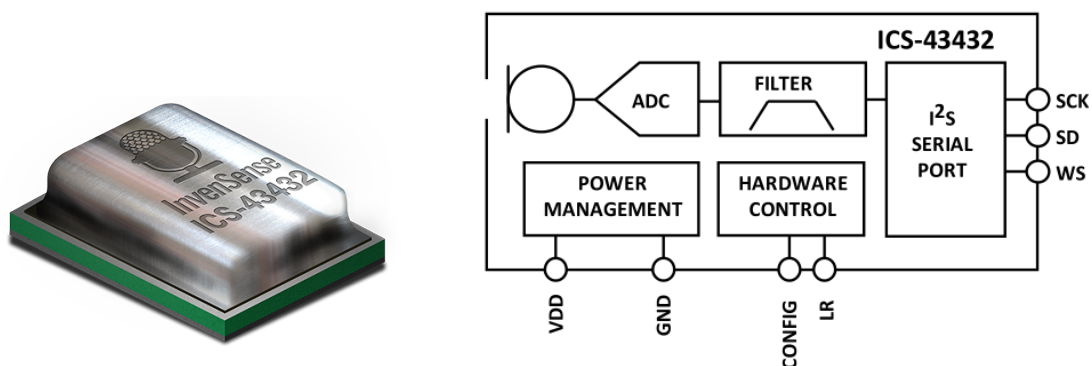 InvenSense
ICS-43432
ICS-43432
ADC
FILTER
I²S
SERIAL
PORT
SCK
SD
WS
POWER
MANAGEMENT
HARDWARE
CONTROL
VDD
GND
CONFIG
LR